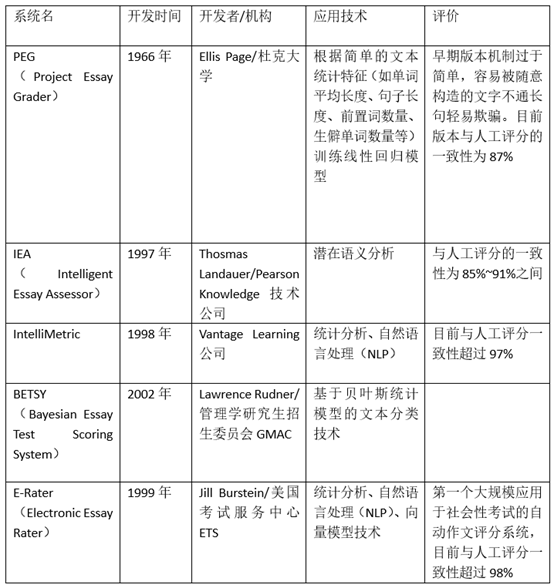 系统名 开发时间 开发者/机构 应用技术 评价
PEG
（ Project Essay
Grader）
1966 年
Ellis Page/杜克大
学
根据简单的文本
统计特征（如单词
平均长度、句子长
度、前置词数量、
生僻单词数量等）
训练线性回归模
型
早期版本机制过于
简单，容易被随意
构造的文字不通长
句轻易欺骗。目前
版本与人工评分的
一致性为 87%
IEA
（ Intelligent
Essay Assessor）
1997 年
Thosmas
Landauer/Pearson
Knowledge 技术
公司
潜在语义分析
与人工评分的一致
性为 85%~91%之间
IntelliMetric
1998 年
Vantage Learning
公司
统计分析、自然语
言处理（NLP）
目前与人工评分一
致性超过 97%
BETSY
（Bayesian Essay
Test Scoring
System）
2002 年
Lawrence Rudner/
管理学研究生招
生委员会 GMAC
基于贝叶斯统计
模型的文本分类
技术
E-Rater
（Electronic Essay
Rater）
1999 年
Jill Burstein/美国
考试服务中心
ETS
统计分析、自然语
言处理（NLP）、向
量模型技术
第一个大规模应用
于社会性考试的自
动作文评分系统，
目前与人工评分一
致性超过 98%